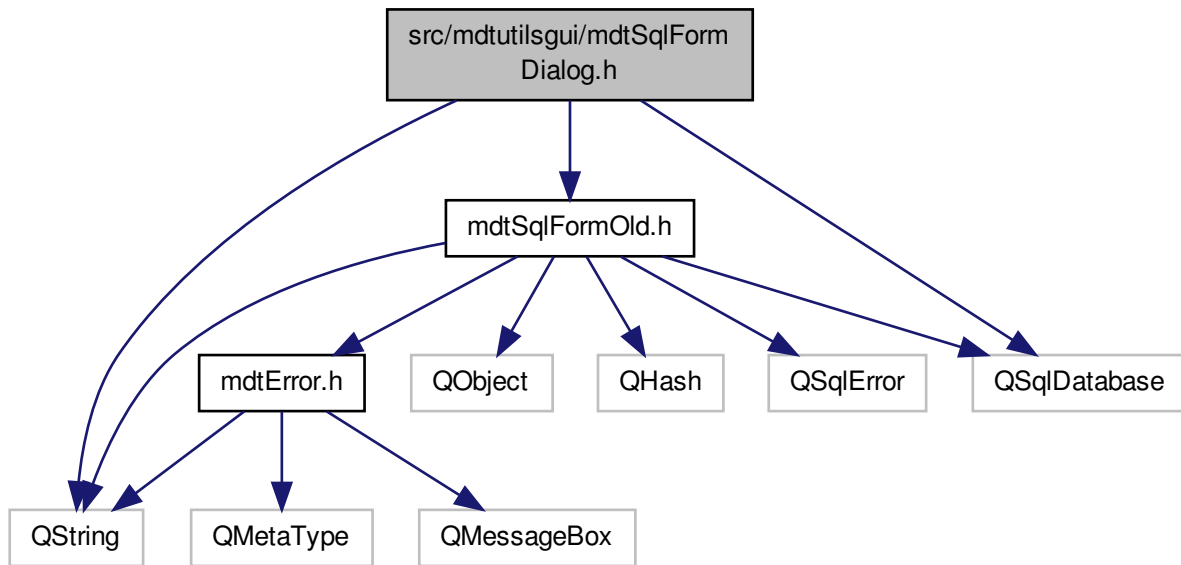 src/mdtutilsgui/mdtSqlForm
Dialog.h
mdtSqlFormOld.h
mdtError.h
QObject
QHash
QSqlError
QSqlDatabase
QString
QMetaType
QMessageBox